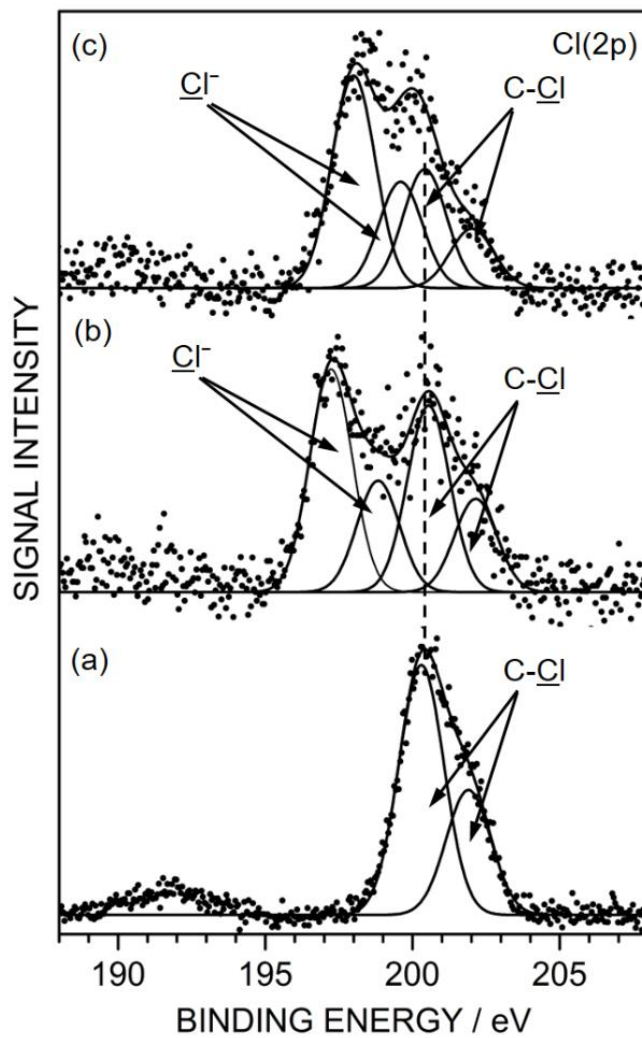 (c)
Cl(2p)
Cl⁻
C-Cl
(b)
Cl⁻
C-Cl
(a)
C-Cl
SIGNAL INTENSITY
190 195 200 205
BINDING ENERGY / eV